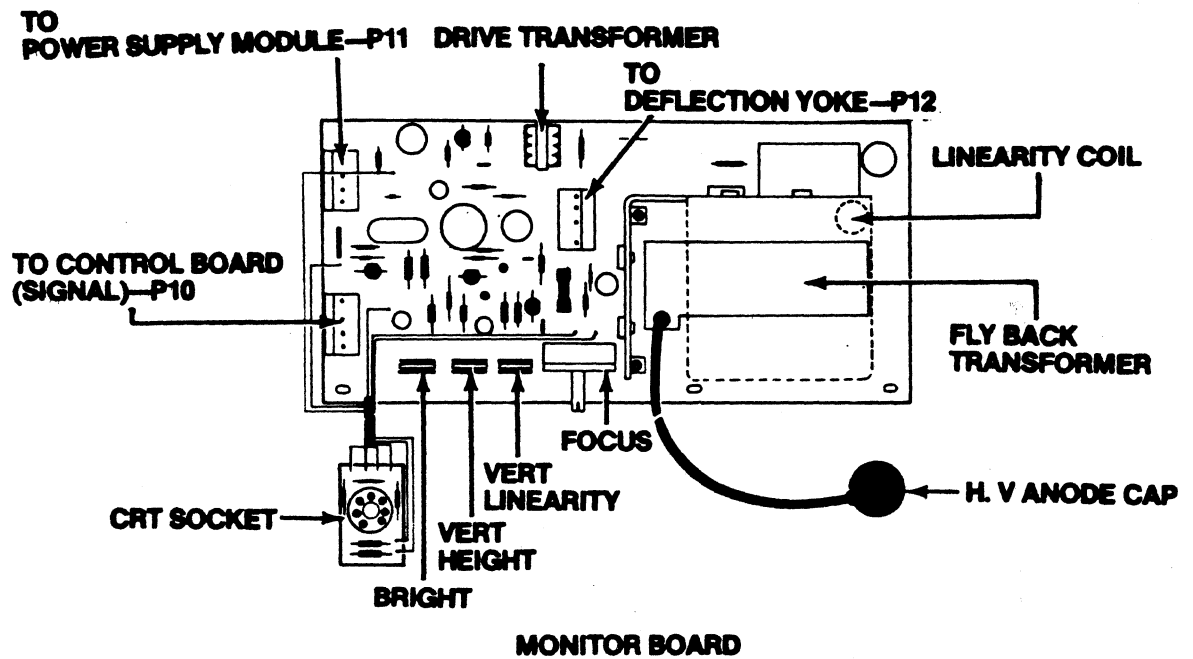 TO
POWER SUPPLY MODULE—P11
DRIVE TRANSFORMER
TO
DEFLECTION YOKE—P12
LINEARITY COIL
TO CONTROL BOARD
(SIGNAL)—P10
FLY BACK
TRANSFORMER
FOCUS
VERT
LINEARITY
H. V ANODE CAP
CRT SOCKET
VERT
HEIGHT
BRIGHT
MONITOR BOARD